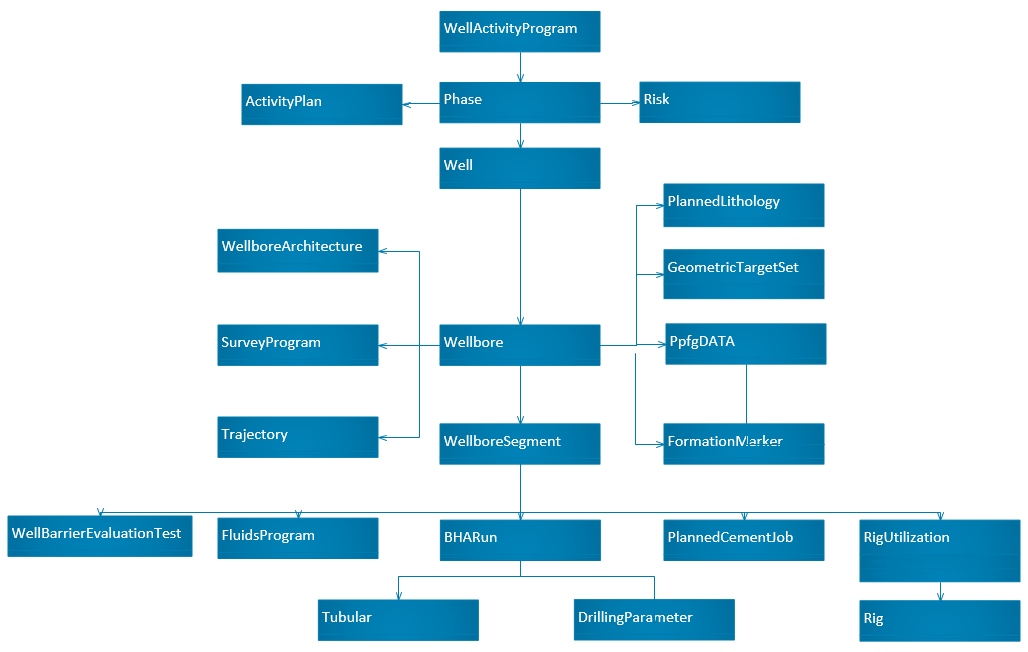 WellActivityProgram
ActivityPlan
Phase
Risk
Well
PlannedLithology
WellboreArchitecture
GeometricTargetSet
SurveyProgram
Wellbore
PpfgDATA
Trajectory
WellboreSegment
FormationMarker
WellBarrierEvaluationTest
FluidsProgram
BHARun
PlannedCementJob
RigUtilization
Tubular
DrillingParameter
Rig